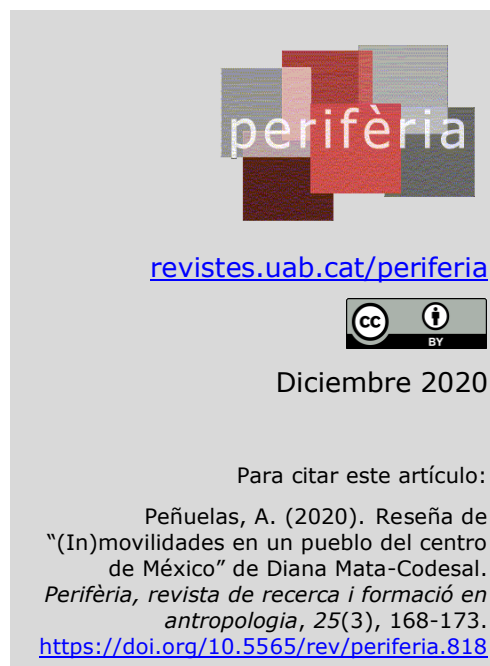 perifèria
revistes.uab.cat/periferia
cc
BY
Diciembre 2020
Para citar este artículo:
Peñuelas, A. (2020). Reseña de
“(In)movilidades en un pueblo del centro
de México” de Diana Mata-Codesal.
Perifèria, revista de recerca i formació en
antropologia, 25(3), 168-173.
https://doi.org/10.5565/rev/periferia.818